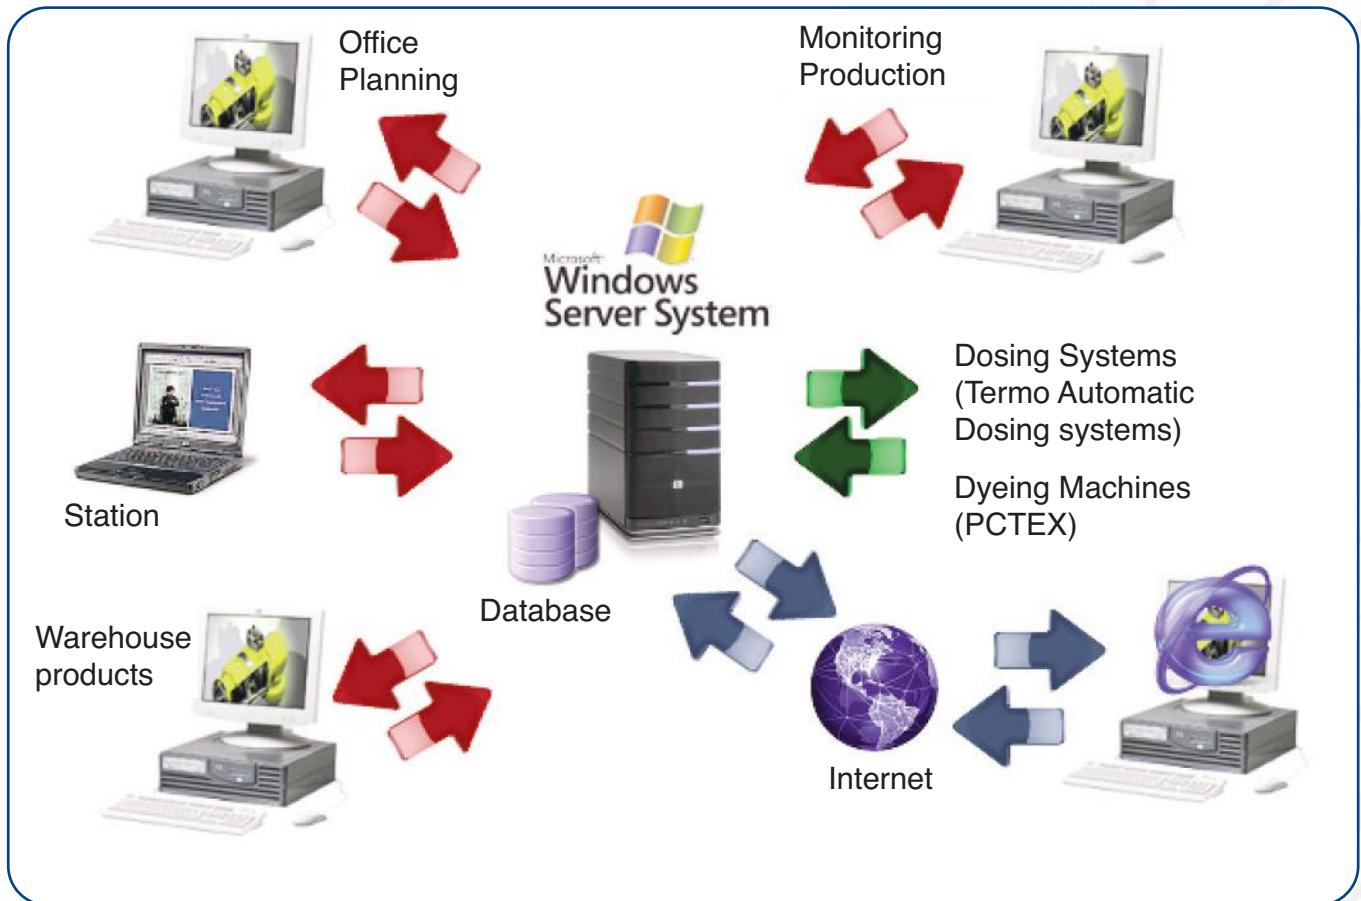 Office
Planning
Monitoring
Production
Microsoft
Windows
Server System
Dosing Systems
(Termo Automatic
Dosing systems)
Dyeing Machines
(PCTEX)
Station
Database
Warehouse
products
Internet